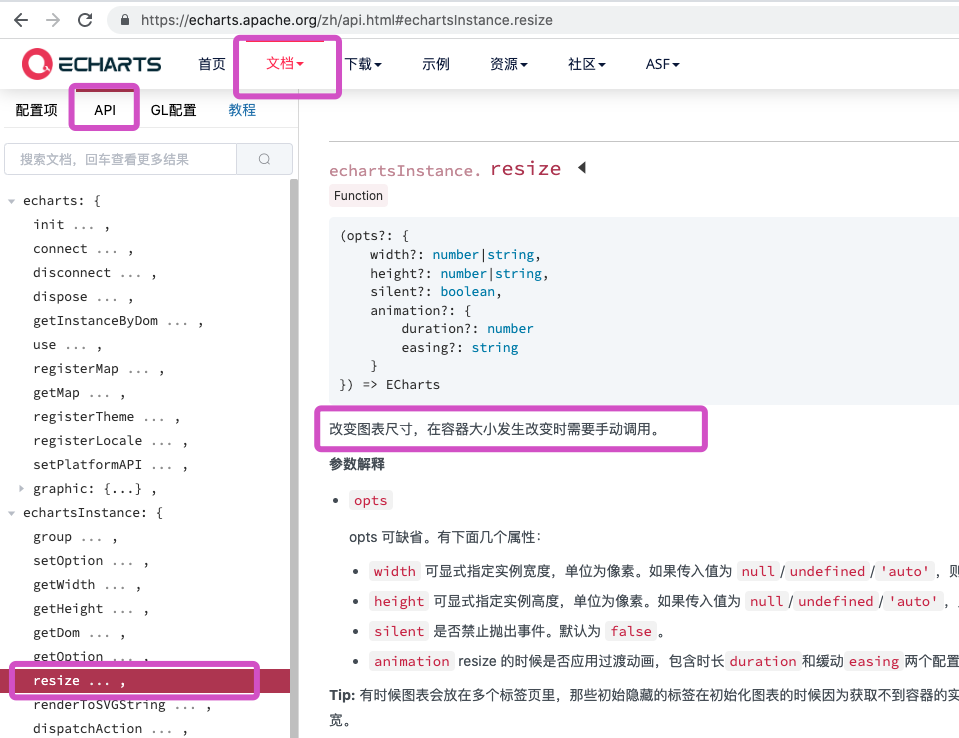 https://echarts.apache.org/zh/api.html#echartsInstance.resize
ECHARTS 首页 文档 下载 示例 资源 社区 ASF
配置项 API GL配置 教程
搜索文档，回车查看更多结果
echarts: {
init ... ,
connect ... ,
disconnect ... ,
dispose ... ,
getInstanceByDom ... ,
use ... ,
registerMap ... ,
getMap ... ,
registerTheme ... ,
registerLocale ... ,
setPlatformAPI ... ,
graphic: {...} ,
echartsInstance: {
group ... ,
setOption ... ,
getWidth ... ,
getHeight ... ,
getDom ... ,
getOption ... ,
resize ... ,
renderToSVGString ... ,
dispatchAction ... ,
echartsInstance. resize
Function
(opts?: {
width?: number|string,
height?: number|string,
silent?: boolean,
animation?: {
duration?: number
easing?: string
}
}) => ECharts
改变图表尺寸，在容器大小发生改变时需要手动调用。
参数解释
opts
opts 可缺省。有下面几个属性：
width 可显式指定实例宽度，单位为像素。如果传入值为 null / undefined / 'auto' ，则
height 可显式指定实例高度，单位为像素。如果传入值为 null / undefined / 'auto' ，
silent 是否禁止抛出事件。默认为 false 。
animation resize 的时候是否应用过渡动画，包含时长 duration 和缓动 easing 两个配置
Tip: 有时候图表会放在多个标签页里，那些初始隐藏的标签在初始化图表的时候因为获取不到容器的实
宽。